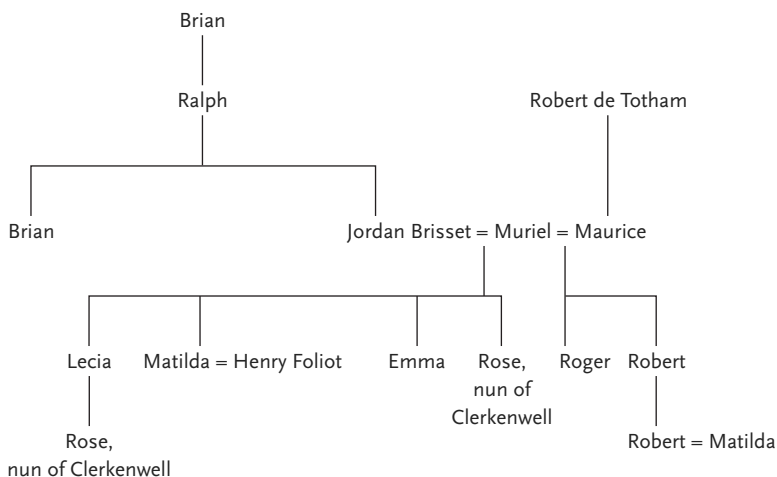 Brian
Ralph
Robert de Totham
Brian
Jordan Brisset = Muriel = Maurice
Lecia
Matilda = Henry Foliot
Emma
Rose,
nun of
Clerkenwell
Roger
Robert
Rose,
nun of Clerkenwell
Robert = Matilda